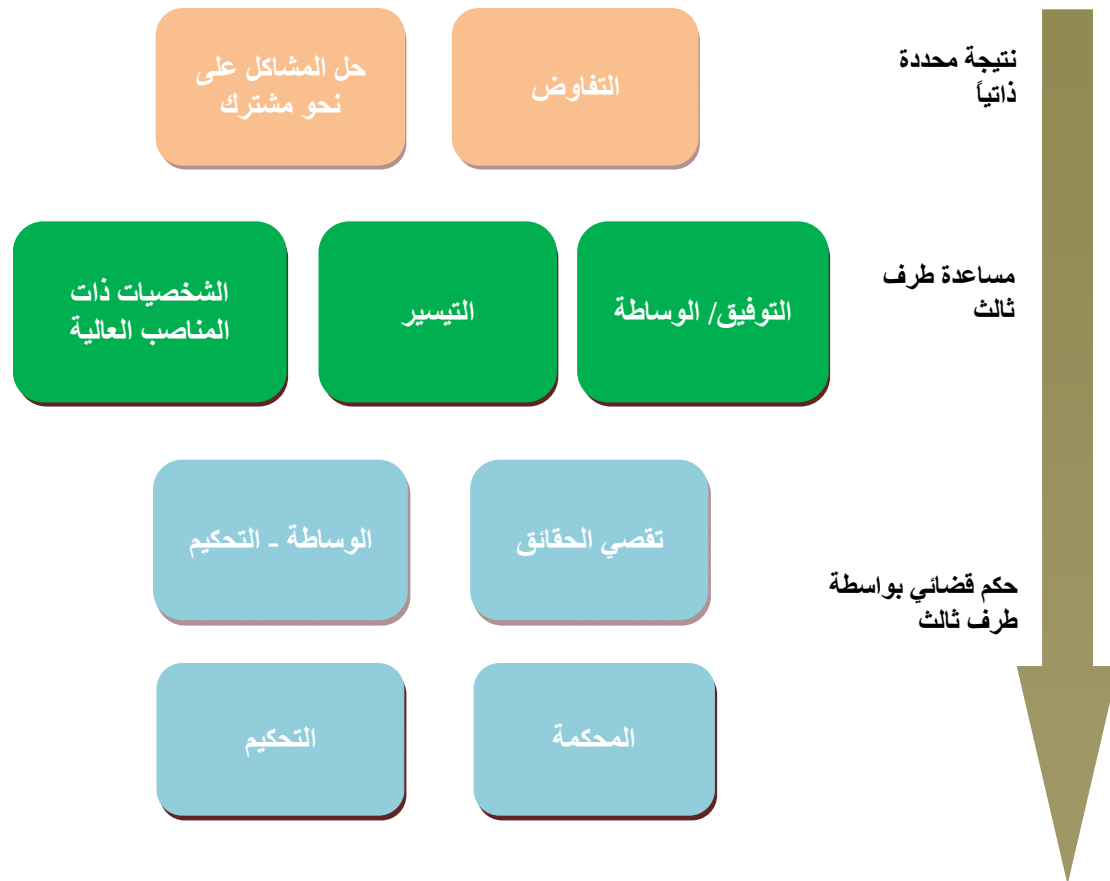 نتيجة محددة
ذاتياً
التفاوض
حل المشاكل على
نحو مشترك
مساعدة طرف
ثالث
التوفيق/ الوساطة
التيسير
الشخصيات ذات
المناصب العالية
حكم قضائي بواسطة
طرف ثالث
تقصي الحقائق
الوساطة - التحكيم
المحكمة
التحكيم